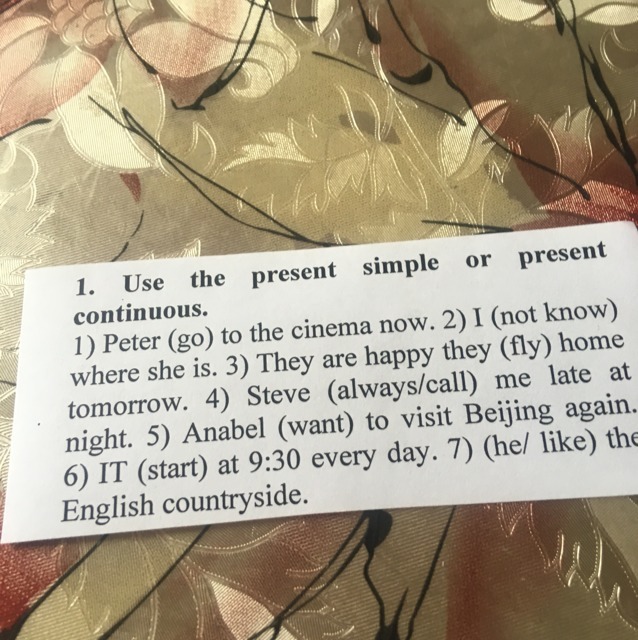 1. Use the present simple or present
continuous.
1) Peter (go) to the cinema now. 2) I (not know)
where she is. 3) They are happy they (fly) home
tomorrow. 4) Steve (always/call) me late at
night. 5) Anabel (want) to visit Beijing again.
6) IT (start) at 9:30 every day. 7) (he/ like) the
English countryside.